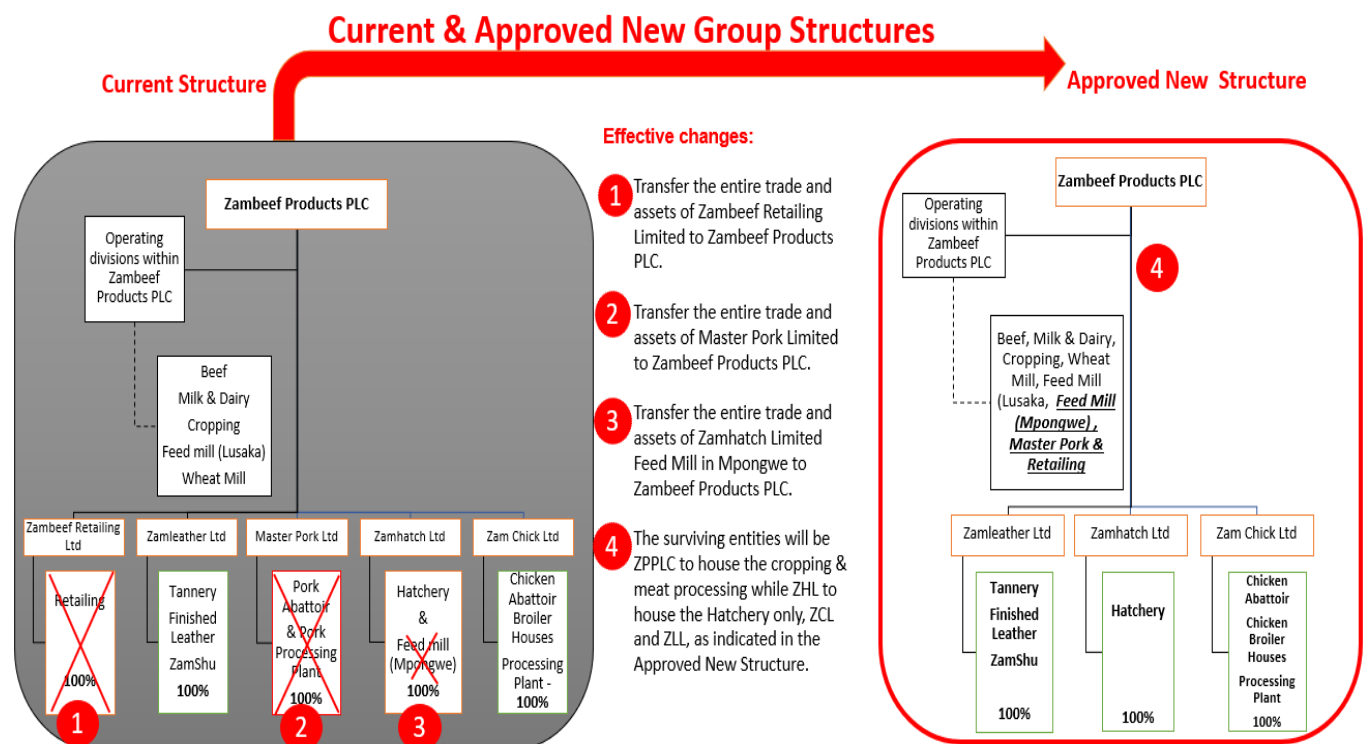 Current & Approved New Group Structures
Current Structure
Approved New Structure
Zambeef Products PLC
Operating
divisions within
Zambeef
Products PLC
Beef
Milk & Dairy
Cropping
Feed mill (Lusaka)
Wheat Mill
Zambeef Retailing
Ltd
Zamleather Ltd
Master Pork Ltd
Zamhatch Ltd
Zam Chick Ltd
Retailing
100%
1
Tannery
Finished
Leather
ZamShu
100%
Pork
Abattoir
& Pork
Processing
Plant
100%
2
Hatchery
&
Feed mill
(Mpongwe)
100%
3
Chicken
Abattoir
Broiler
Houses
Processing
Plant -
100%
Effective changes:
1
Transfer the entire trade and
assets of Zambeef Retailing
Limited to Zambeef Products
PLC.
2
Transfer the entire trade and
assets of Master Pork Limited
to Zambeef Products PLC.
3
Transfer the entire trade and
assets of Zamhatch Limited
Feed Mill in Mpongwe to
Zambeef Products PLC.
4
The surviving entities will be
ZPPLC to house the cropping &
meat processing while ZHL to
house the Hatchery only, ZCL
and ZLL, as indicated in the
Approved New Structure.
Zambeef Products PLC
Operating
divisions within
Zambeef
Products PLC
4
Beef, Milk & Dairy,
Cropping, Wheat
Mill, Feed Mill
(Lusaka, Feed Mill
(Mpongwe) ,
Master Pork &
Retailing
Zamleather Ltd
Zamhatch Ltd
Zam Chick Ltd
Tannery
Finished
Leather
ZamShu
100%
Hatchery
100%
Chicken
Abattoir
Chicken
Broiler
Houses
Processing
Plant
100%